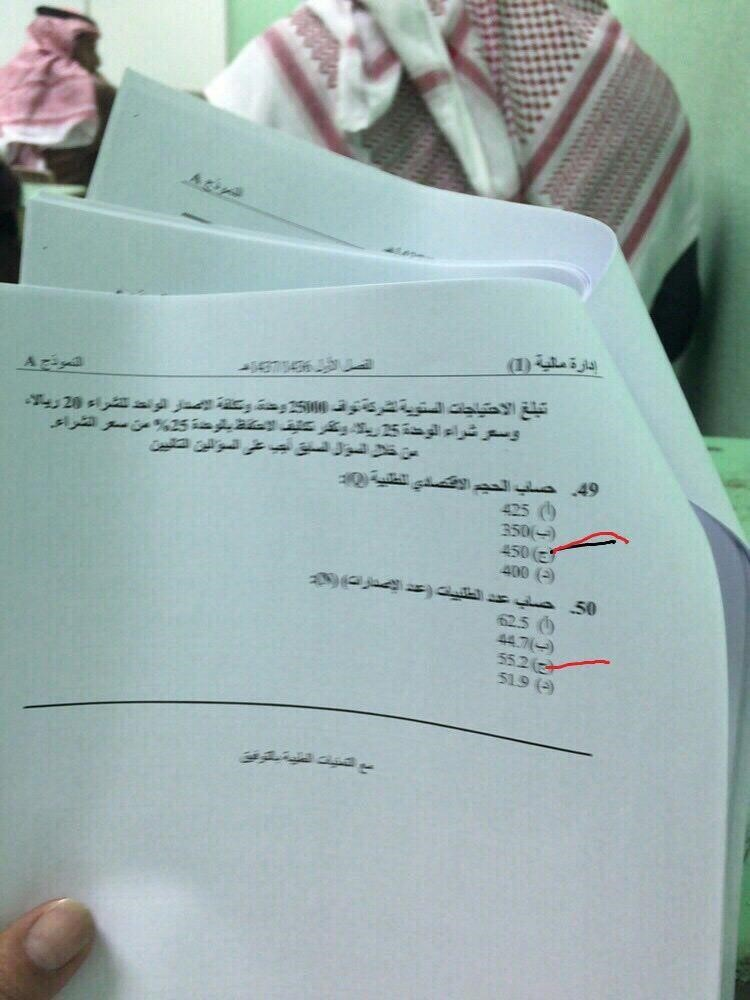 النموذج A
إدارة مالية (1) الفصل الأول 1437/1436هـ النموذج A
تبلغ الاحتياجات السنوية لشركة نواف 25000 وحدة، وتكلفة الاصدار الواحد للشراء 20 ريالا،
وسعر شراء الوحدة 25 ريالا، وتقدر تكاليف الاحتفاظ بالوحدة 25% من سعر الشراء.
من خلال السؤال السابق أجب على السؤالين التاليين
49. حساب الحجم الاقتصادي للطلبية (Q):
(أ) 425
(ب) 350
(ج) 450
(د) 400
50. حساب عدد الطلبيات (عدد الإصدارات) (N):
(أ) 62.5
(ب) 44.7
(ج) 55.2
(د) 51.9
مع التمنيات الطيبة بالتوفيق